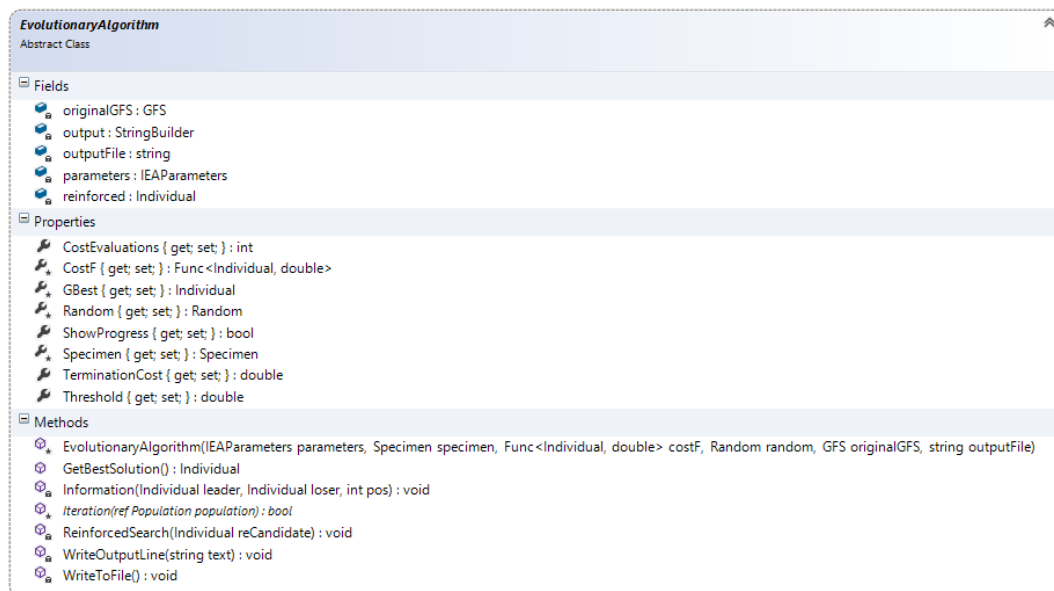 EvolutionaryAlgorithm
Abstract Class
Fields
originalGFS : GFS
output : StringBuilder
outputFile : string
parameters : IEAParameters
reinforced : Individual
Properties
CostEvaluations { get; set; } : int
CostF { get; set; } : Func<Individual, double>
GBest { get; set; } : Individual
Random { get; set; } : Random
ShowProgress { get; set; } : bool
Specimen { get; set; } : Specimen
TerminationCost { get; set; } : double
Threshold { get; set; } : double
Methods
EvolutionaryAlgorithm(IEAParameters parameters, Specimen specimen, Func<Individual, double> costF, Random random, GFS originalGFS, string outputFile)
GetBestSolution() : Individual
Information(Individual leader, Individual loser, int pos) : void
Iteration(ref Population population) : bool
ReinforcedSearch(Individual reCandidate) : void
WriteOutputLine(string text) : void
WriteToFile() : void